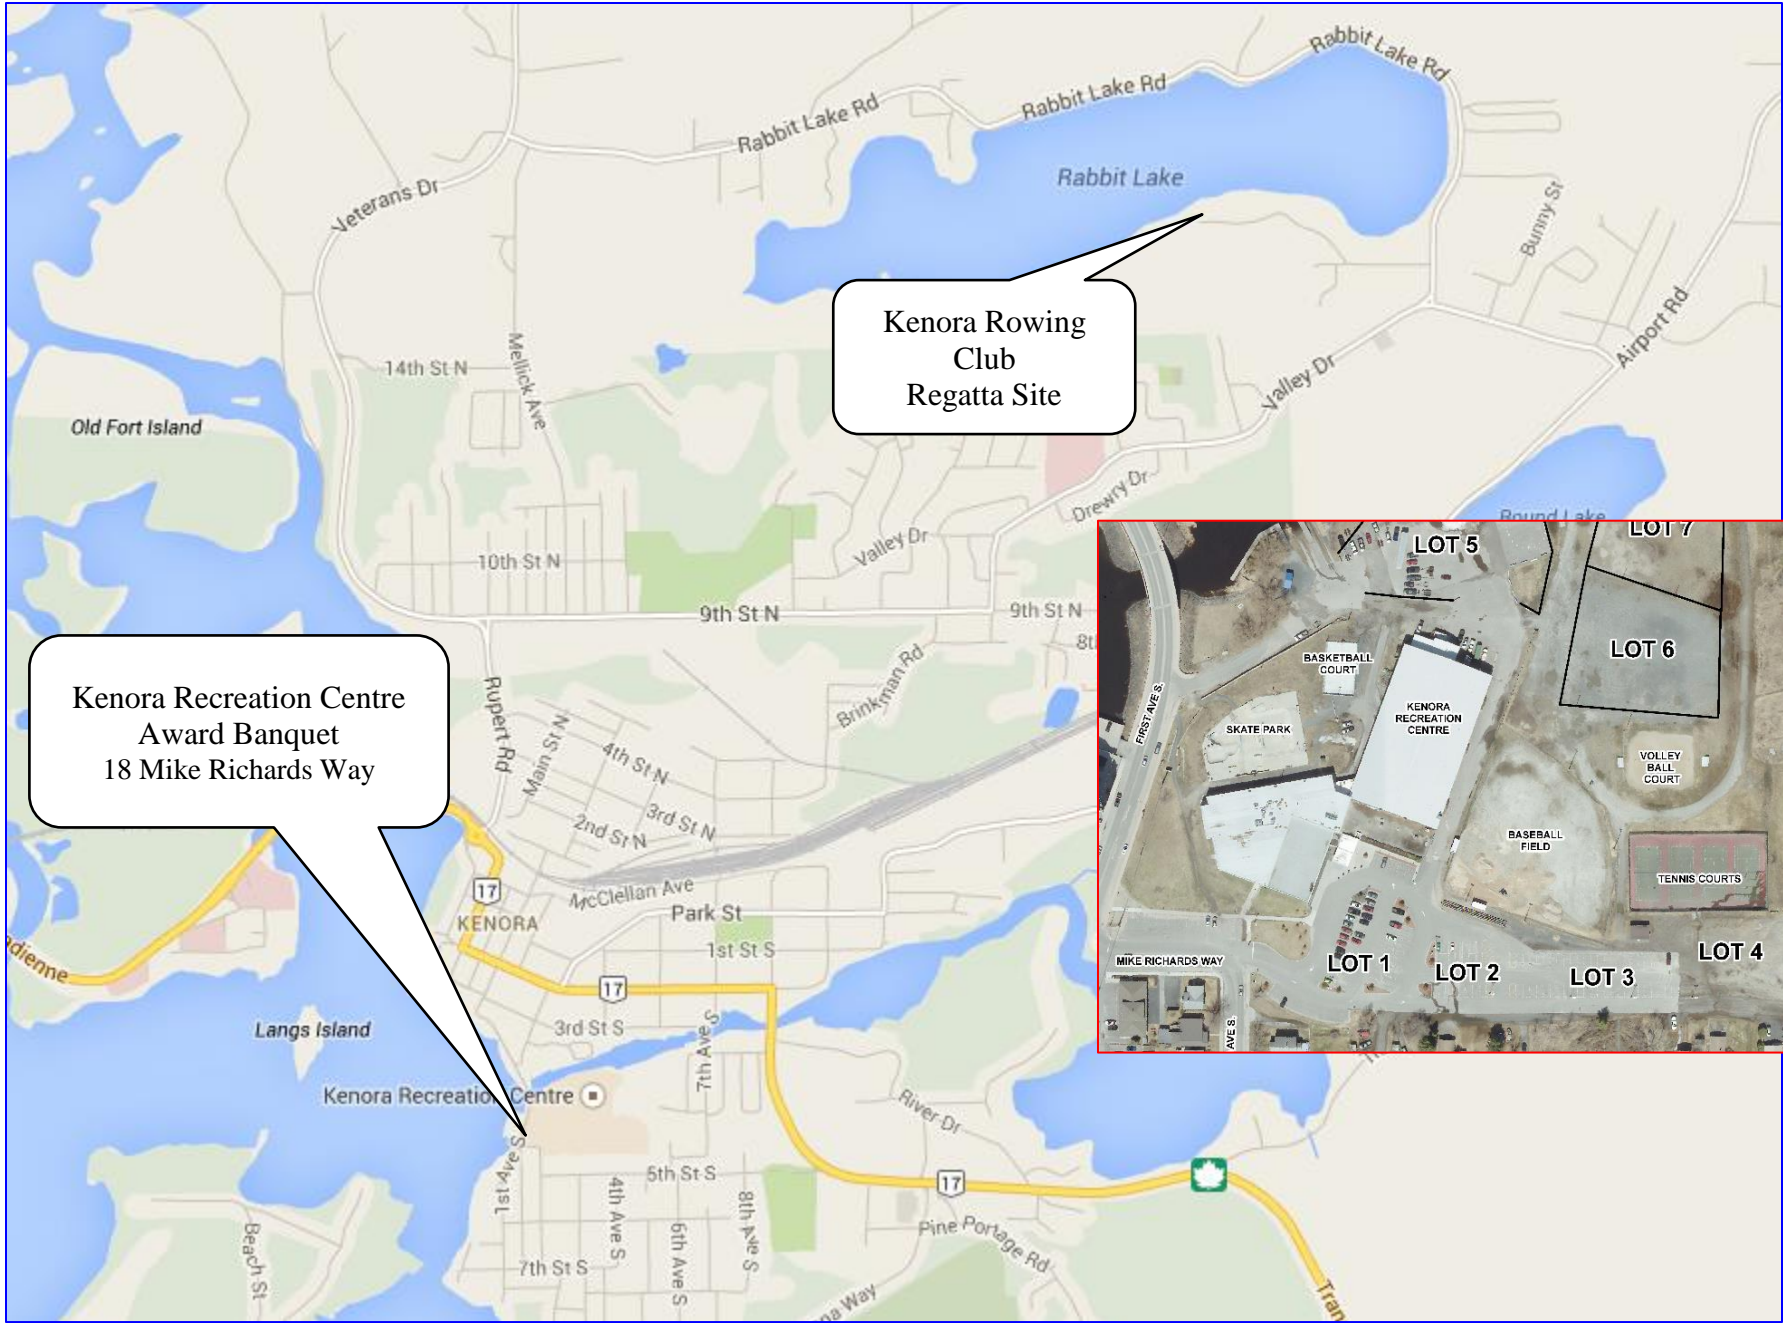 Rabbit Lake Rd
Rabbit Lake Rd
Rabbit Lake Rd
Rabbit Lake
Veterans Dr
Bunny St
Airport Rd
Kenora Rowing
Club
Regatta Site
Mellick Ave
14th St N
Valley Dr
Old Fort Island
Drewry Dr
Round Lake
Valley Dr
10th St N
9th St N
9th St N
8th
Brinkman Rd
Kenora Recreation Centre
Award Banquet
18 Mike Richards Way
Rupert Rd
Main St N
4th St N
3rd St N
2nd St N
17
McClellan Ave
KENORA
Park St
1st St S
17
3rd St S
7th Ave S
Langs Island
Kenora Recreation Centre
River Dr
1st Ave S
5th St S
17
4th Ave S
6th Ave S
8th Ave S
Pine Portage Rd
7th St S
Beach St
na Way
Tran
dienne
LOT 5
LOT 7
LOT 6
BASKETBALL
COURT
KENORA
RECREATION
CENTRE
FIRST AVE S.
SKATE PARK
VOLLEY
BALL
COURT
BASEBALL
FIELD
TENNIS COURTS
MIKE RICHARDS WAY
LOT 1
LOT 2
LOT 3
LOT 4
AVE S.